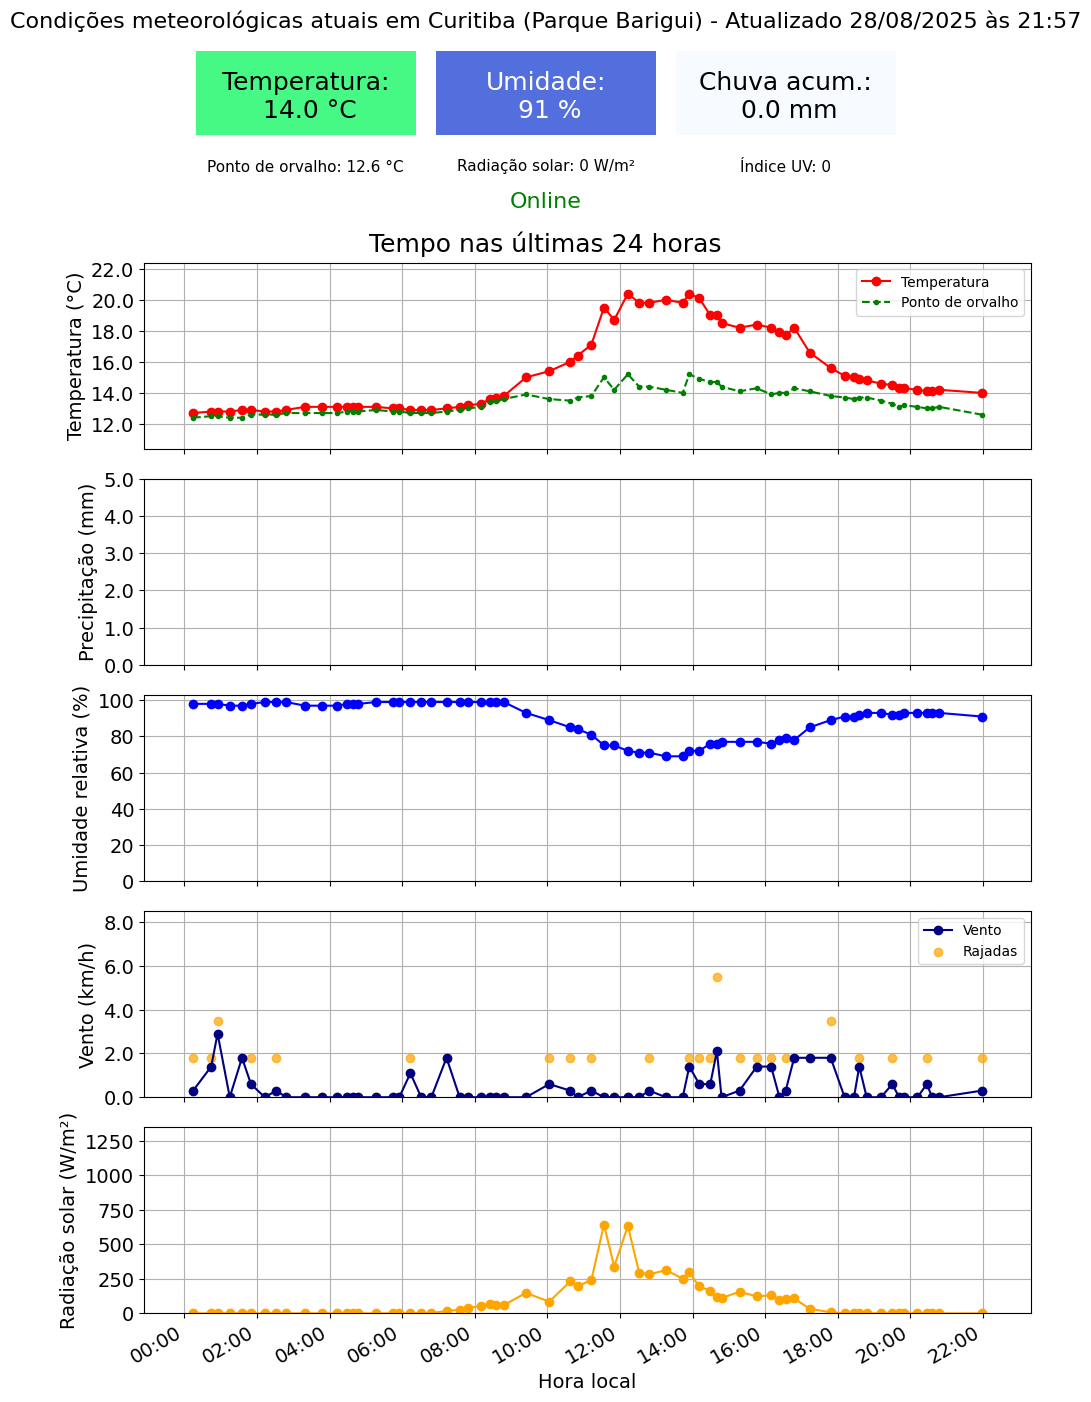 Condições meteorológicas atuais em Curitiba (Parque Barigui) - Atualizado 28/08/2025 às 21:57
Temperatura:
14.0 °C
Umidade:
91 %
Chuva acum.:
0.0 mm
Ponto de orvalho: 12.6 °C
Radiação solar: 0 W/m²
Índice UV: 0
Online
Tempo nas últimas 24 horas
Temperatura (°C)
22.0
20.0
18.0
16.0
14.0
12.0
Temperatura
Ponto de orvalho
Precipitação (mm)
5.0
4.0
3.0
2.0
1.0
0.0
Umidade relativa (%)
100
80
60
40
20
0
Vento (km/h)
8.0
6.0
4.0
2.0
0.0
Vento
Rajadas
Radiação solar (W/m²)
1250
1000
750
500
250
0
00:00
02:00
04:00
06:00
08:00
10:00
12:00
14:00
16:00
18:00
20:00
22:00
Hora local